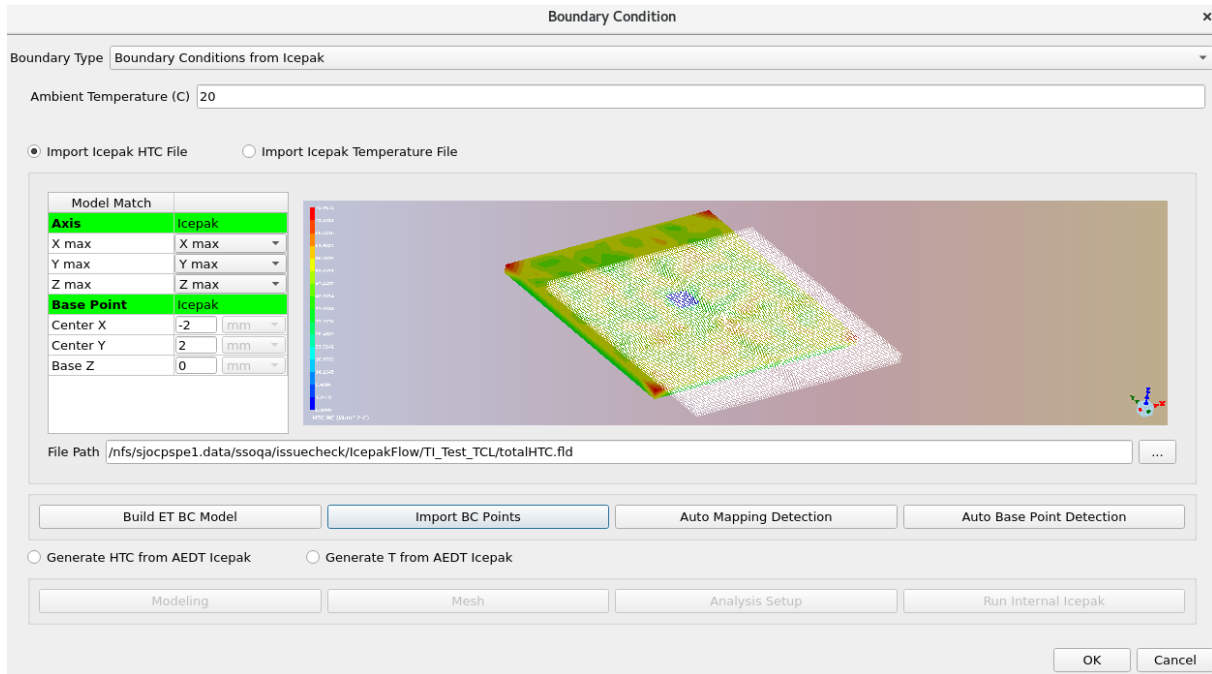 Boundary Condition
×
Boundary Type Boundary Conditions from Icepak
Ambient Temperature (C) 20
Import Icepak HTC File Import Icepak Temperature File
Model Match
Axis Icepak
X max X max
Y max Y max
Z max Z max
Base Point Icepak
Center X -2 mm
Center Y 2 mm
Base Z 0 mm
File Path /nfs/sjocpspe1.data/ssoqa/issuecheck/IcepakFlow/TI_Test_TCL/totalHTC.fld ...
Build ET BC Model Import BC Points Auto Mapping Detection Auto Base Point Detection
Generate HTC from AEDT Icepak Generate T from AEDT Icepak
Modeling Mesh Analysis Setup Run Internal Icepak
OK Cancel